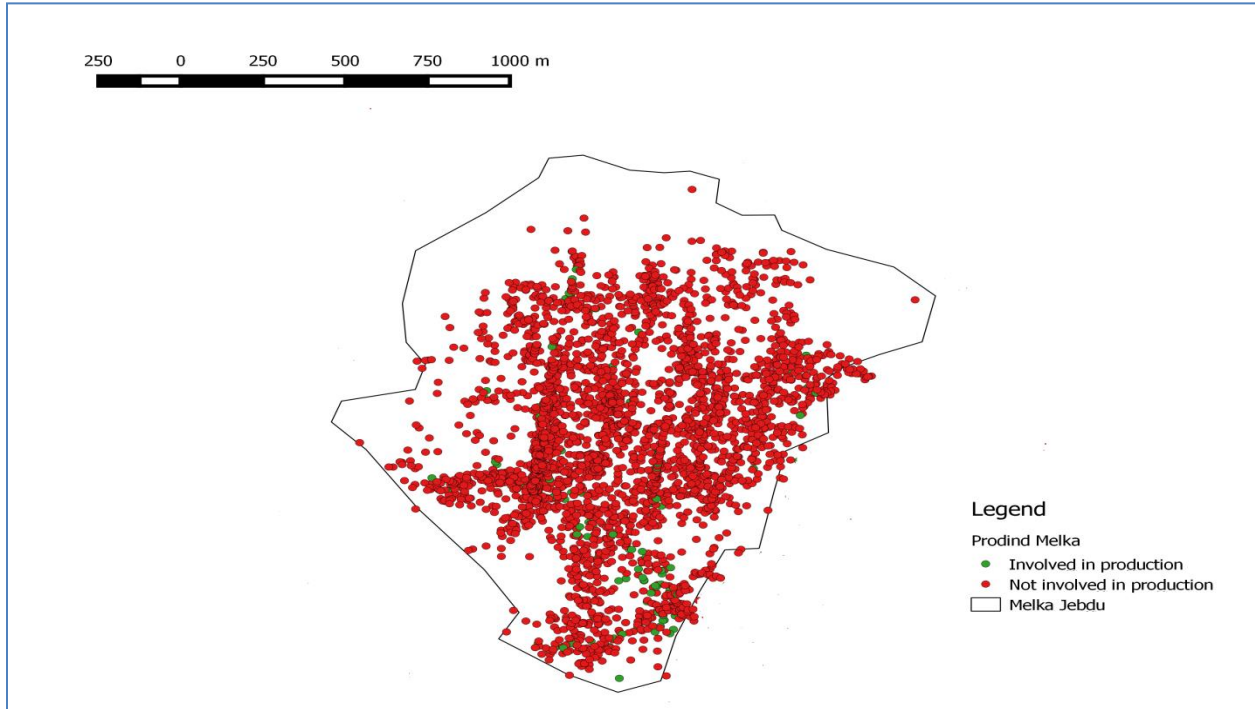 250 0 250 500 750 1000 m
Legend
Prodind Melka
Involved in production
Not involved in production
Melka Jebdu